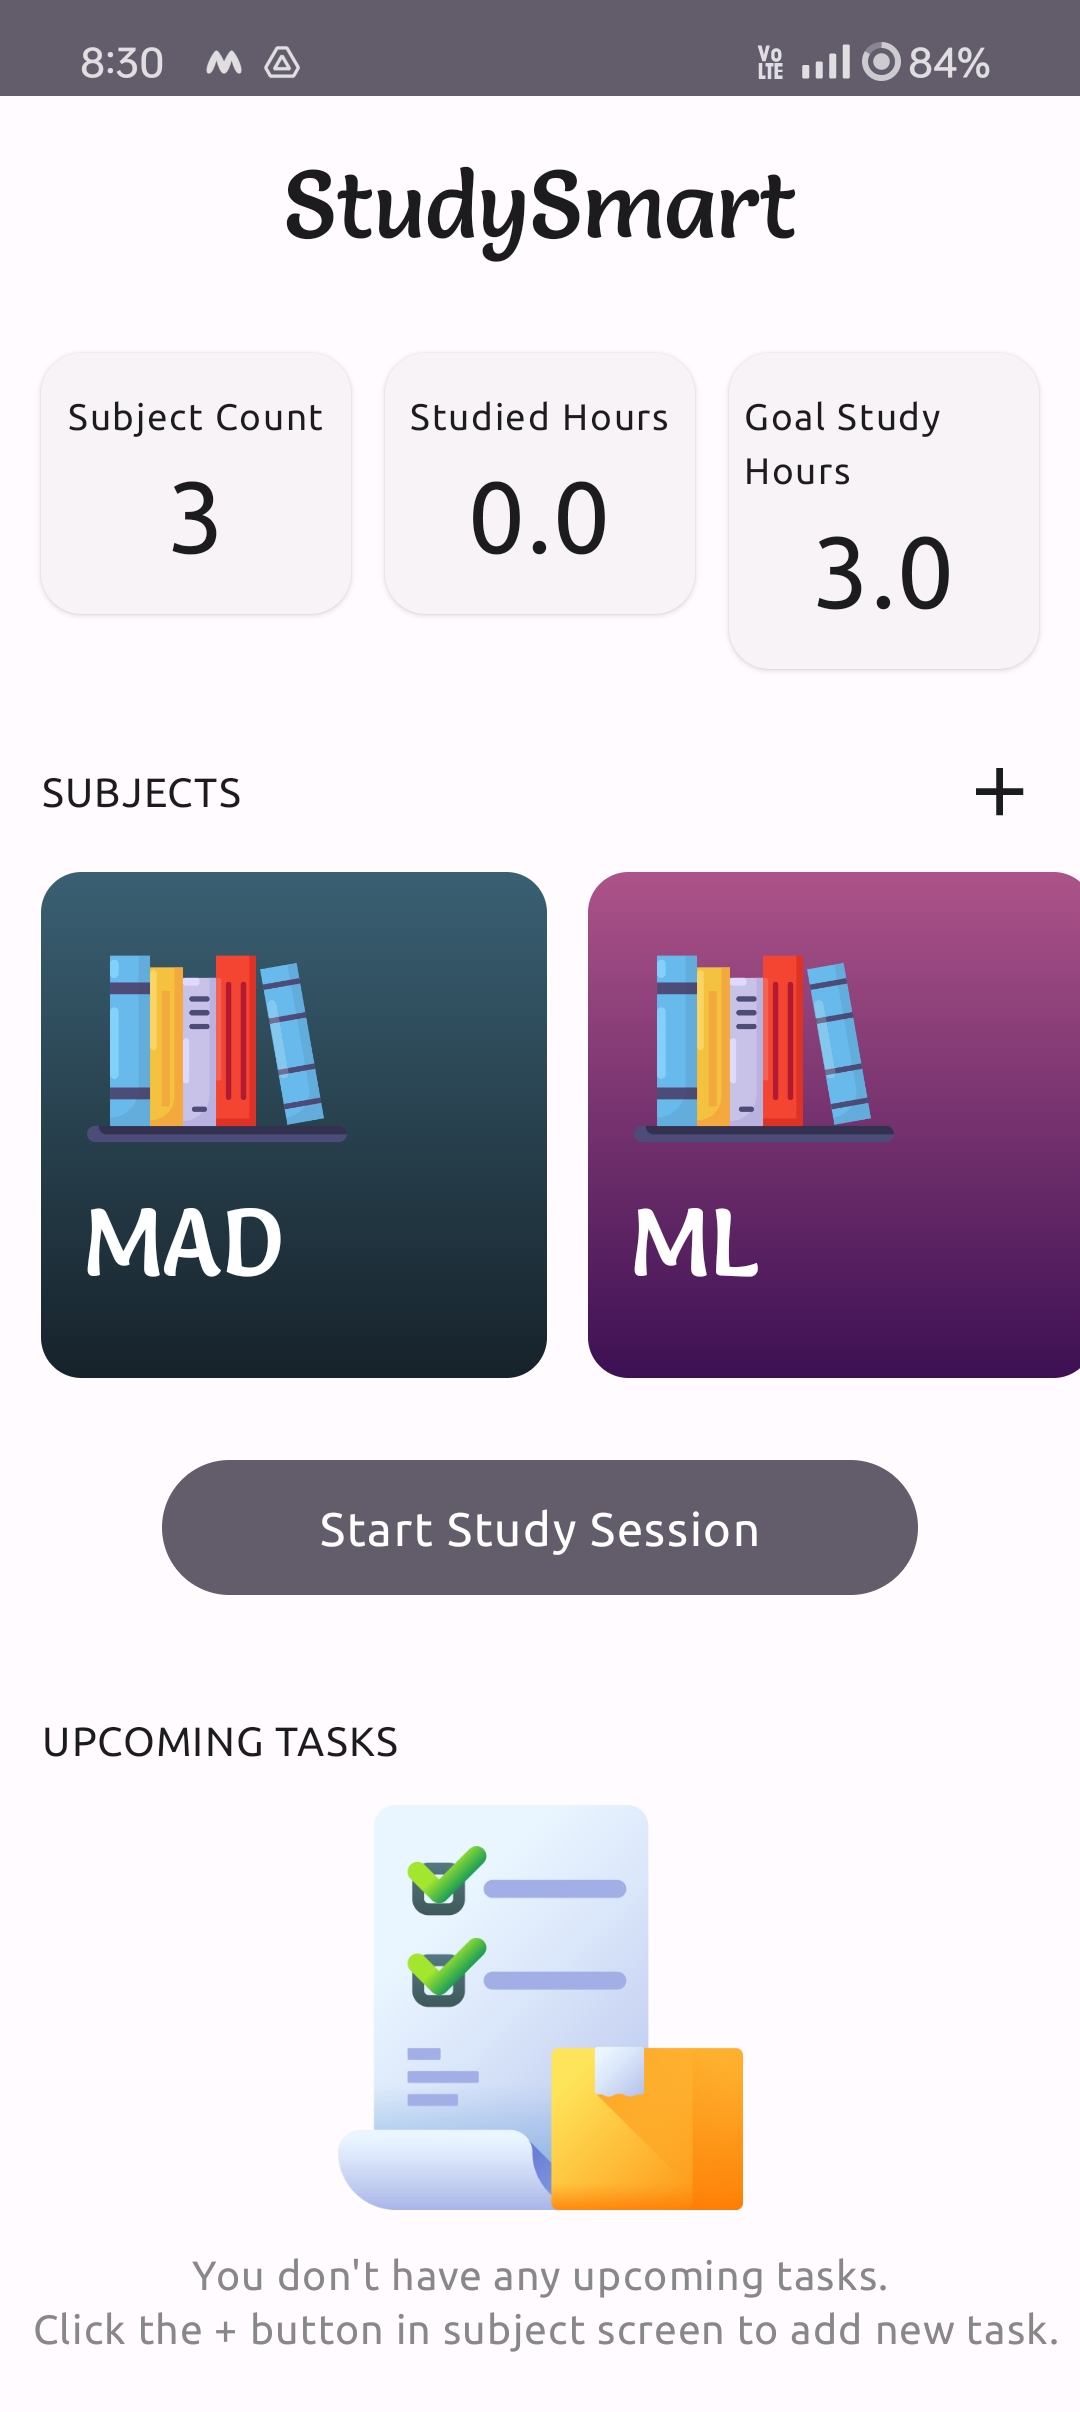 8:30 Vo LTE 84%
StudySmart
Subject Count
3
Studied Hours
0.0
Goal Study
Hours
3.0
SUBJECTS +
MAD
ML
Start Study Session
UPCOMING TASKS
You don't have any upcoming tasks.
Click the + button in subject screen to add new task.